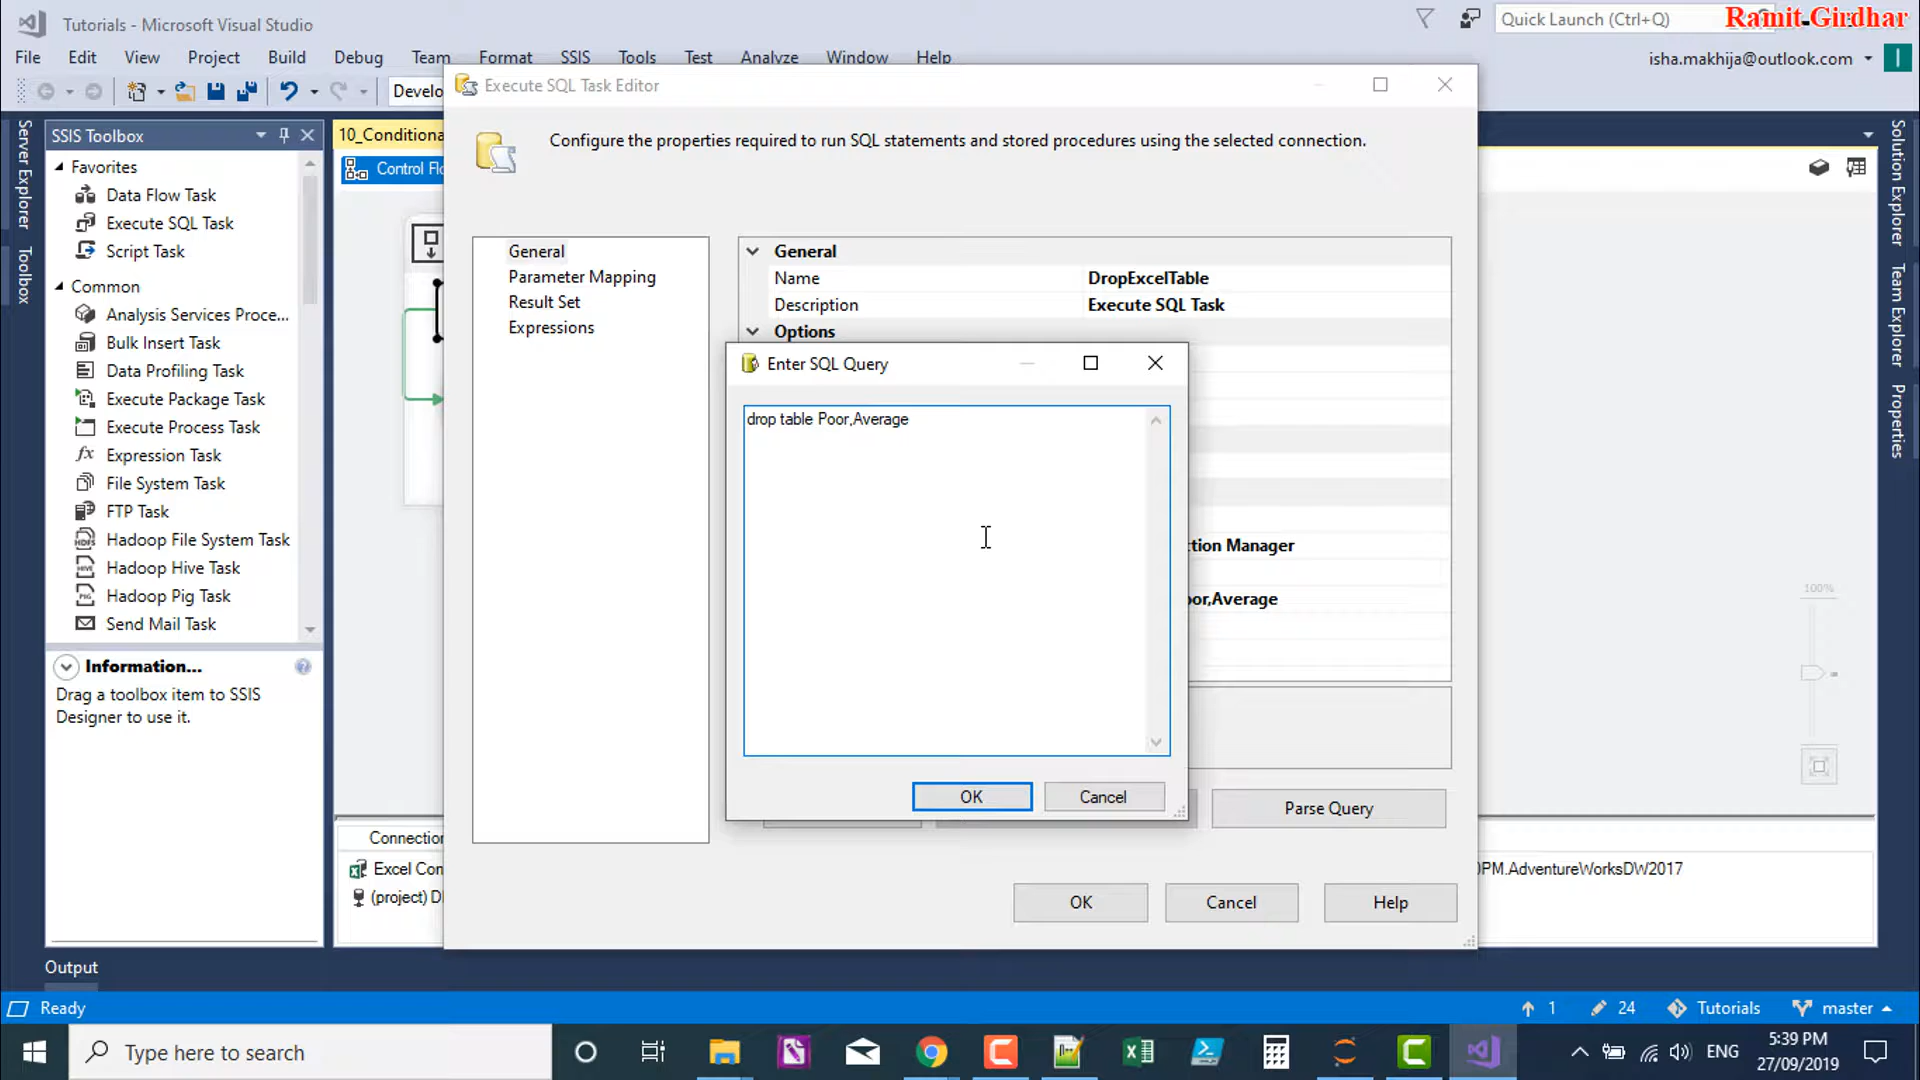 Tutorials - Microsoft Visual Studio
Quick Launch (Ctrl+Q)
Ramit Girdhar
File Edit View Project Build Debug Team Format SSIS Tools Test Analyze Window Help
isha.makhija@outlook.com
I
Develo
Execute SQL Task Editor
Server Explorer
Toolbox
SSIS Toolbox
10_Conditiona
Control Flo
Favorites
Data Flow Task
Execute SQL Task
Script Task
Common
Analysis Services Proce...
Bulk Insert Task
Data Profiling Task
Execute Package Task
Execute Process Task
Expression Task
File System Task
FTP Task
Hadoop File System Task
Hadoop Hive Task
Hadoop Pig Task
Send Mail Task
Information...
Drag a toolbox item to SSIS
Designer to use it.
Configure the properties required to run SQL statements and stored procedures using the selected connection.
General
Parameter Mapping
Result Set
Expressions
General
Name DropExcelTable
Description Execute SQL Task
Options
Enter SQL Query
drop table Poor,Average
OK Cancel
ction Manager
oor,Average
Parse Query
OK Cancel Help
Solution Explorer
Team Explorer
Properties
100%
Connection
Excel Con
(project) D
0PM.AdventureWorksDW2017
Output
Ready
1 24 Tutorials master
Type here to search
ENG
5:39 PM
27/09/2019